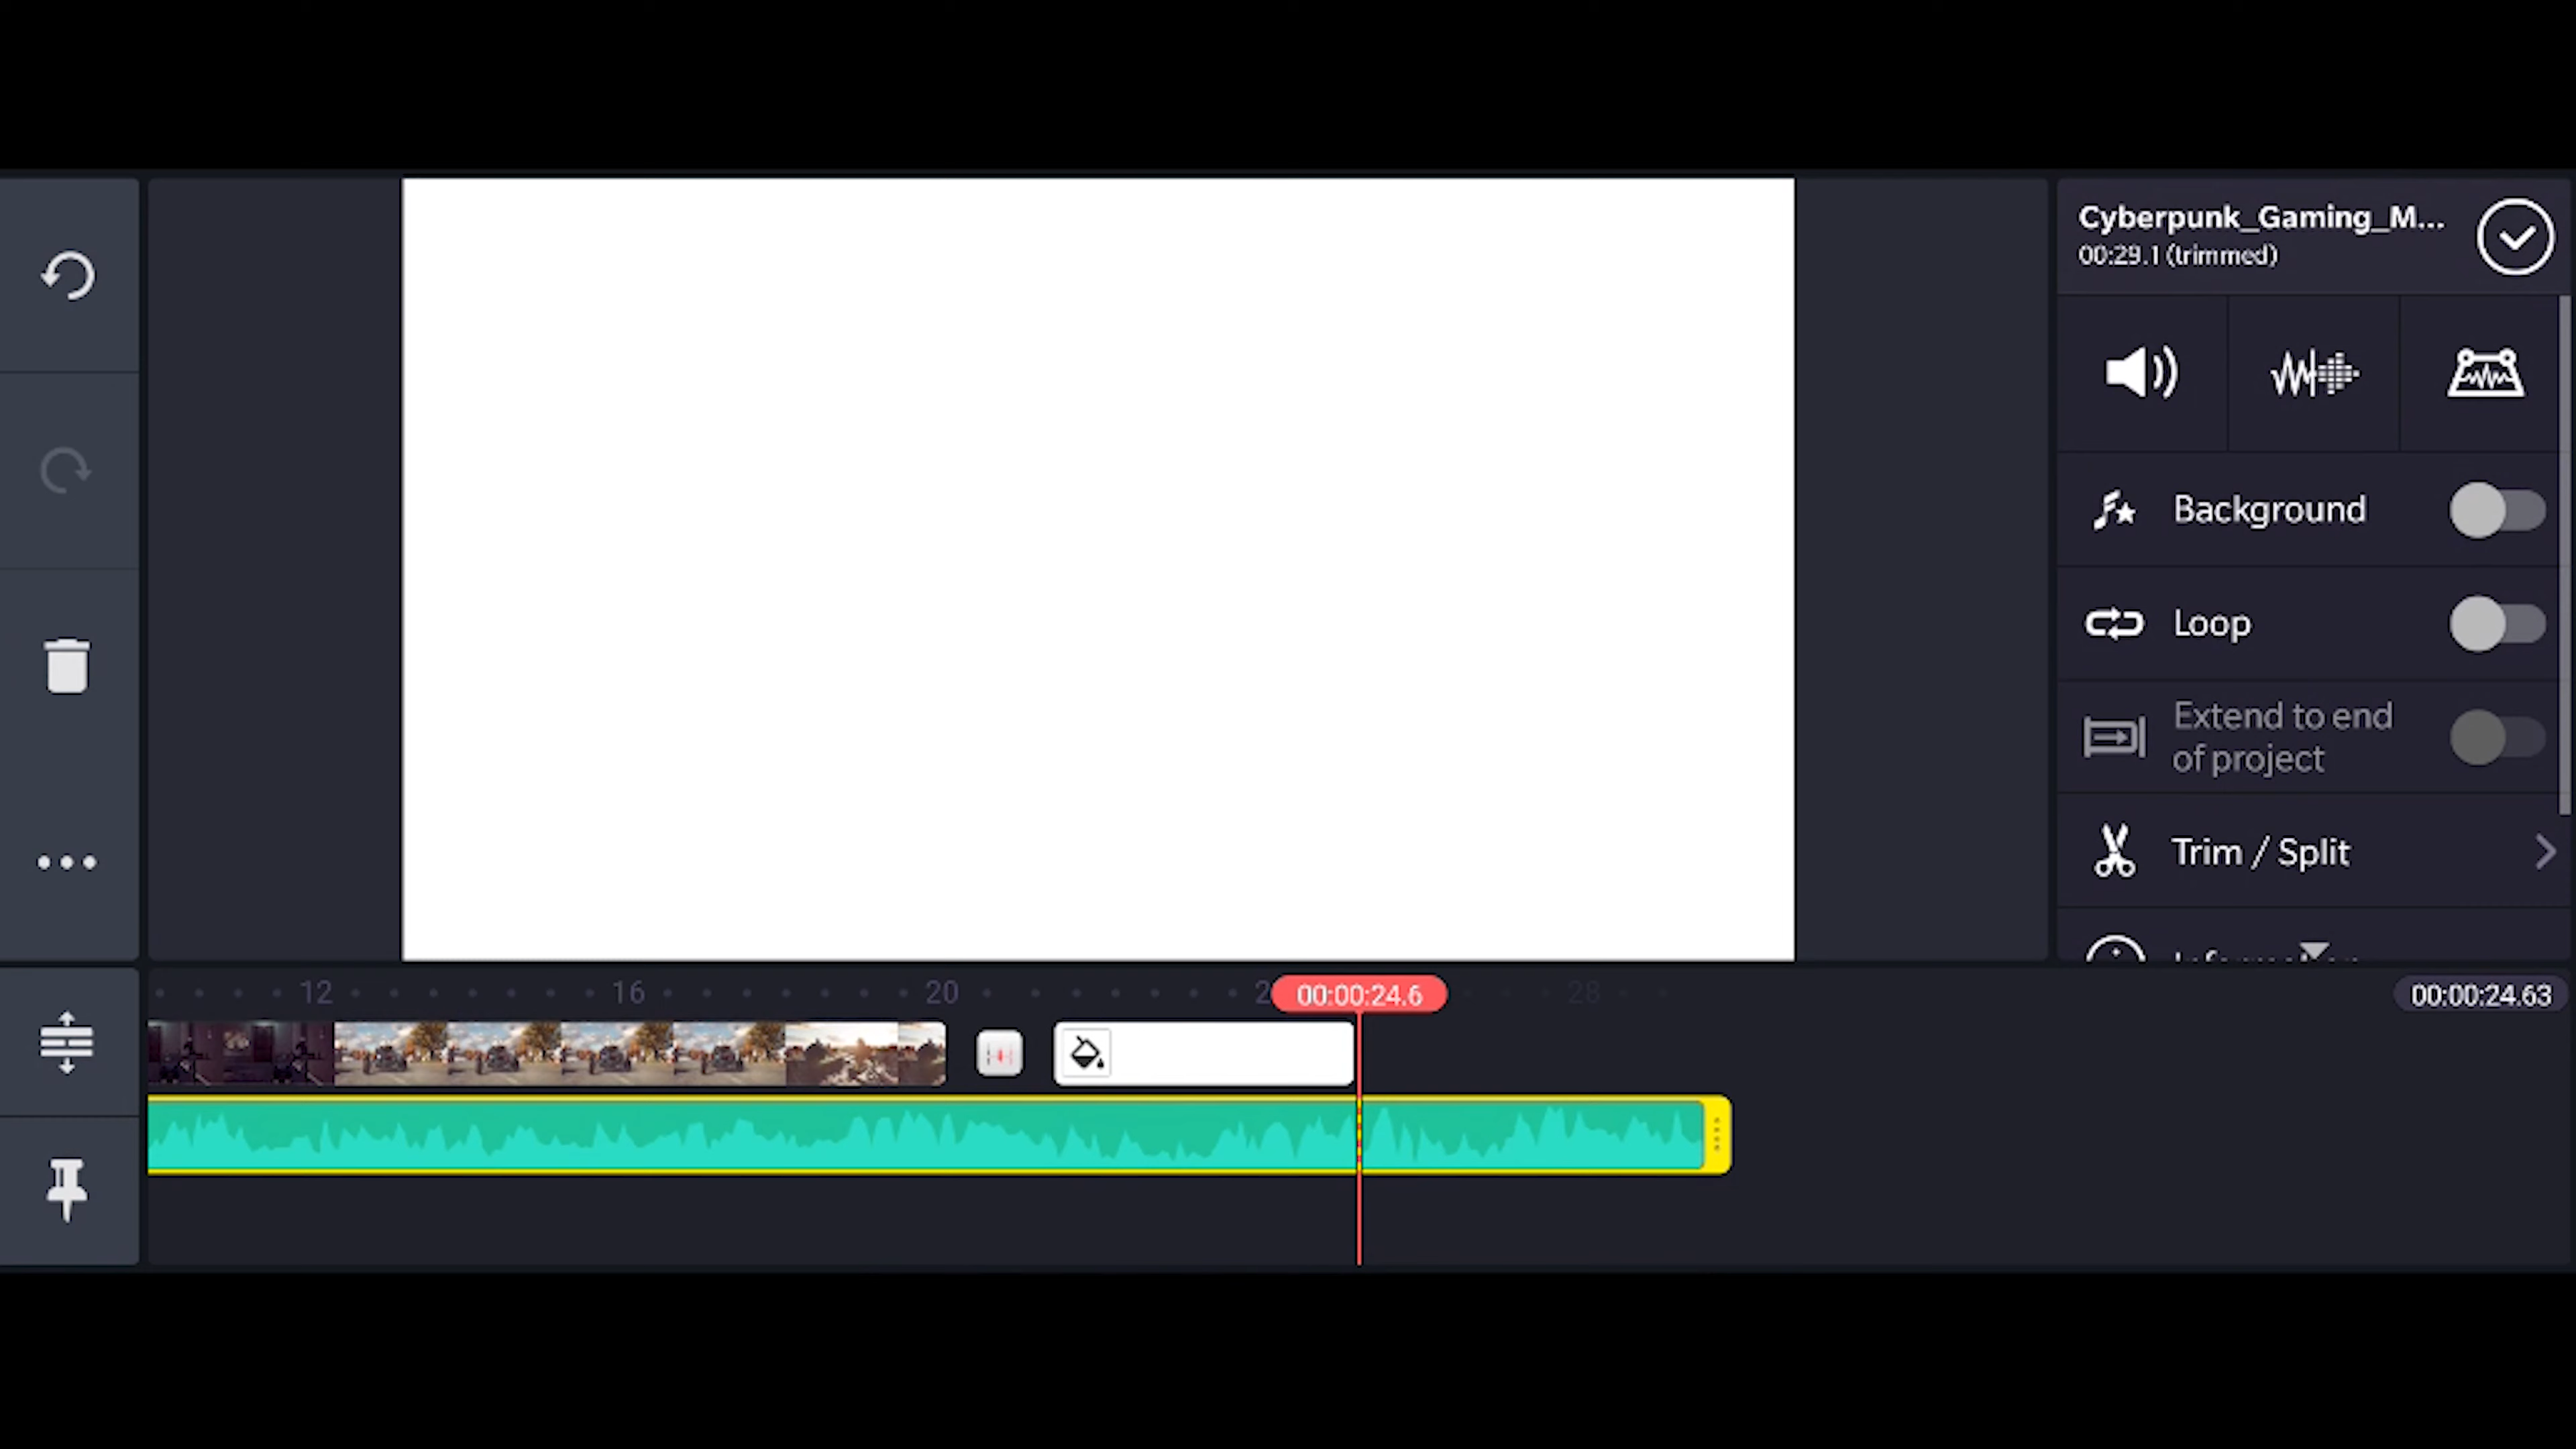 Cyberpunk_Gaming_M...
00:29.1 (trimmed)
Background
Loop
Extend to end
of project
Trim / Split
12
16
20
00:00:24.6
28
00:00:24.63